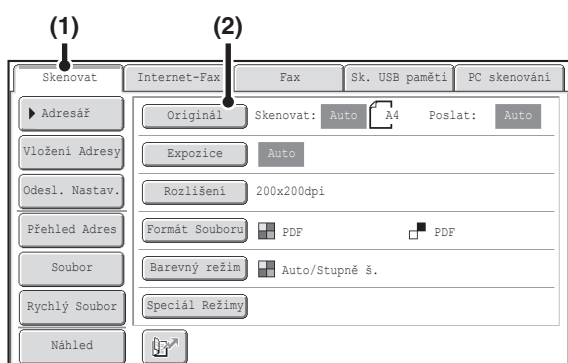 (1) (2)
Skenovat Internet-Fax Fax Sk. USB paměti PC skenování
Adresář Originál Skenovat: Auto A4 Poslat: Auto
Vložení Adresy Expozice Auto
Odesl. Nastav. Rozlišení 200x200dpi
Přehled Adres Formát Souboru PDF PDF
Soubor Barevný režim Auto/Stupně š.
Rychlý Soubor Speciál Režimy
Náhled